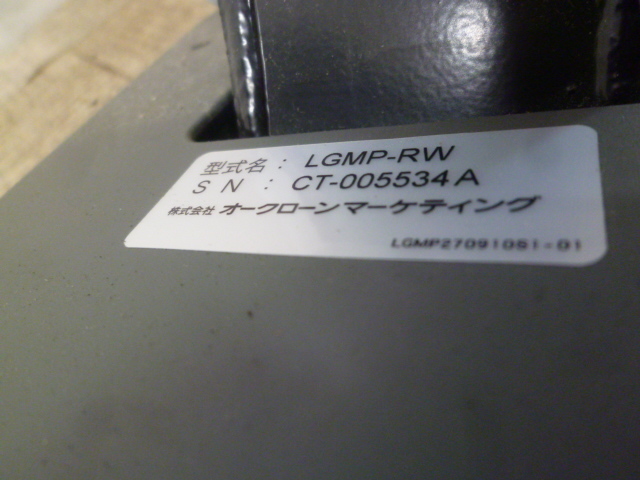 型式名： LGMP-RW
S N ： CT-005534A
株式会社 オークローンマーケティング
LGMP270910S1-01